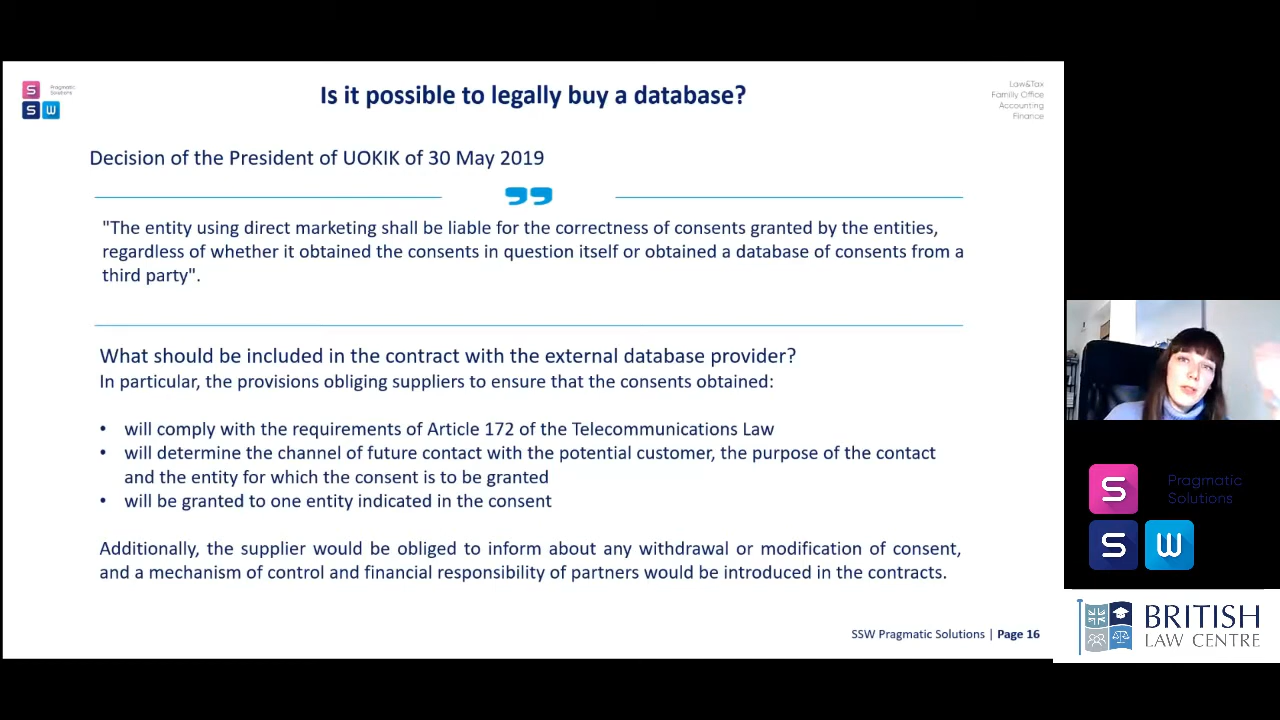 S
Pragmatic
Solutions
S W
Is it possible to legally buy a database?
Law&Tax
Familly Office
Accounting
Finance
Decision of the President of UOKIK of 30 May 2019
"The entity using direct marketing shall be liable for the correctness of consents granted by the entities,
regardless of whether it obtained the consents in question itself or obtained a database of consents from a
third party".
What should be included in the contract with the external database provider?
In particular, the provisions obliging suppliers to ensure that the consents obtained:
• will comply with the requirements of Article 172 of the Telecommunications Law
• will determine the channel of future contact with the potential customer, the purpose of the contact
and the entity for which the consent is to be granted
• will be granted to one entity indicated in the consent
Additionally, the supplier would be obliged to inform about any withdrawal or modification of consent,
and a mechanism of control and financial responsibility of partners would be introduced in the contracts.
SSW Pragmatic Solutions | Page 16
S
Pragmatic
Solutions
S W
BRITISH
LAW CENTRE